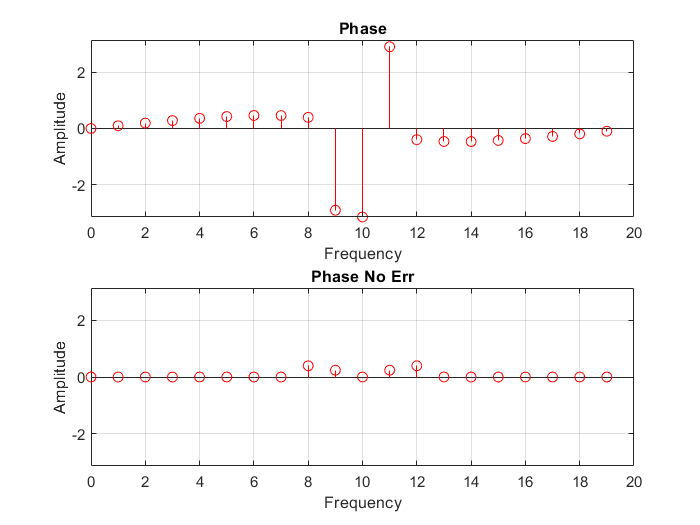 Phase
Amplitude
2
0
-2
0 2 4 6 8 10 12 14 16 18 20
Frequency
Phase No Err
Amplitude
2
0
-2
0 2 4 6 8 10 12 14 16 18 20
Frequency